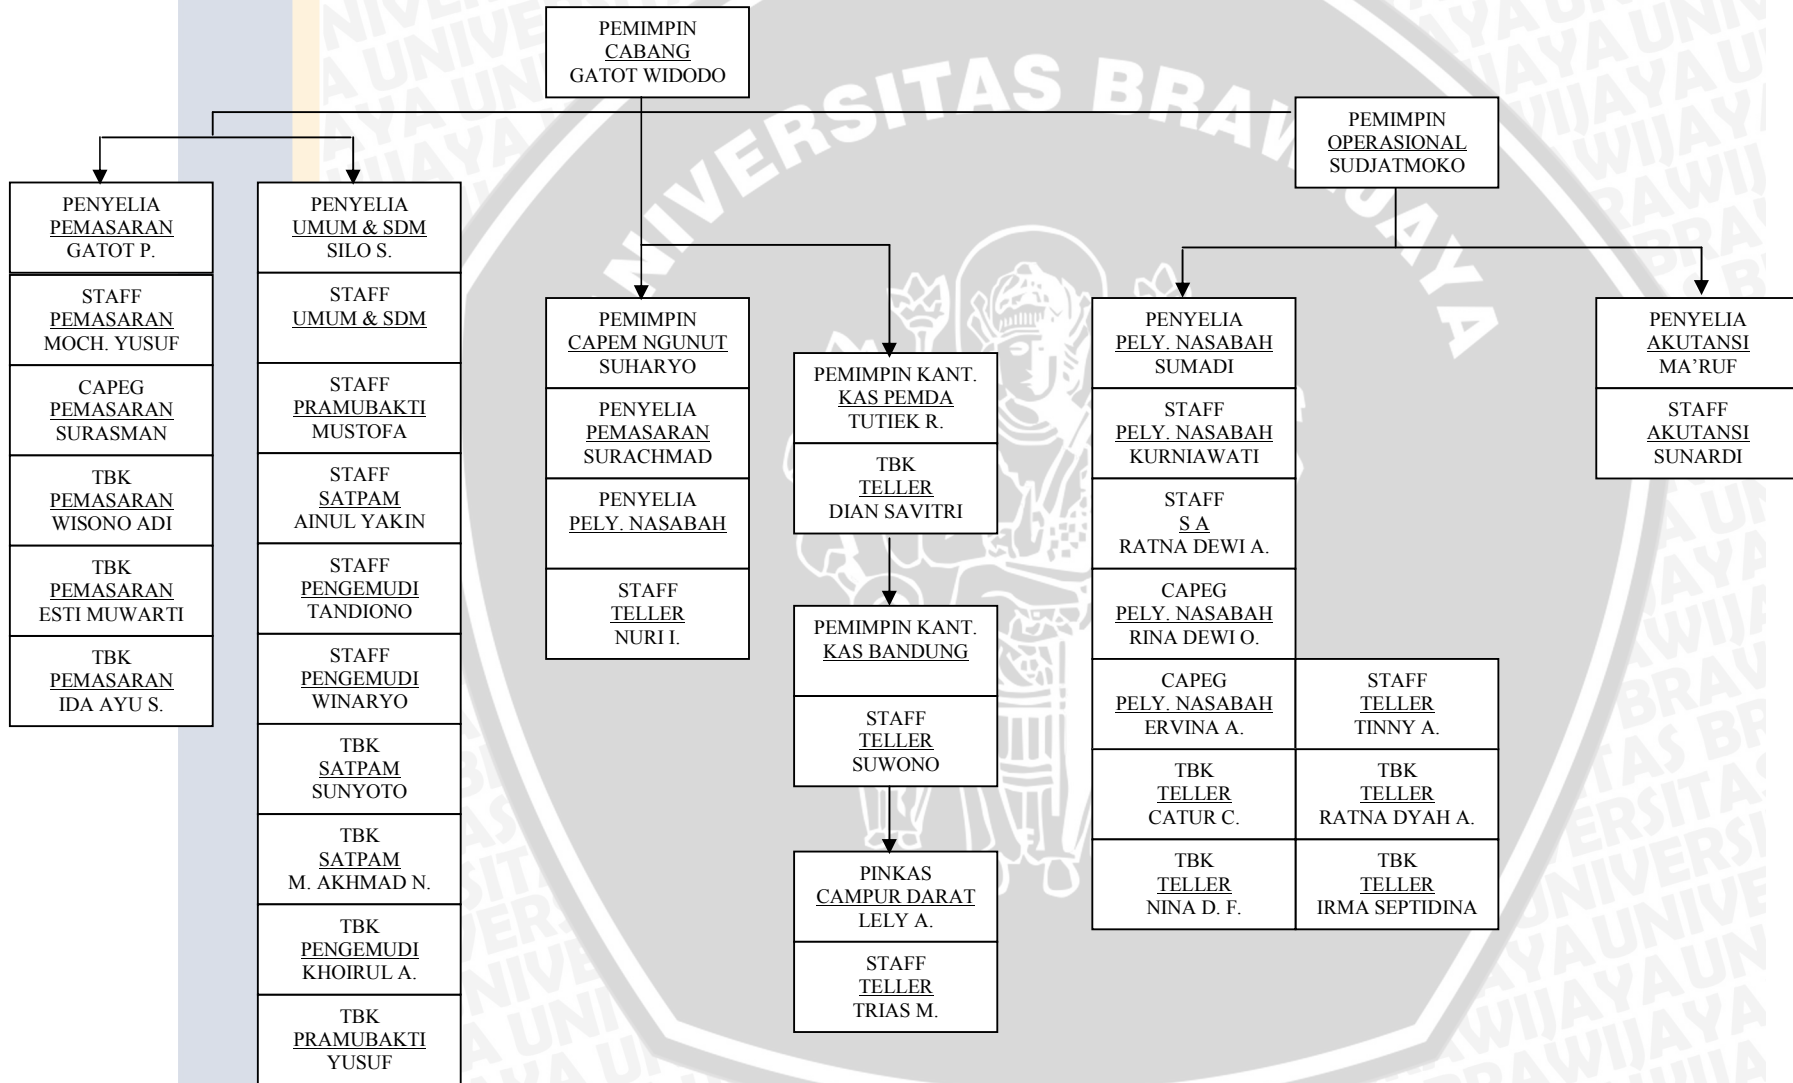 PEMIMPIN
CABANG
GATOT WIDODO
PEMIMPIN
OPERASIONAL
SUDJATMOKO
PENYELIA
PEMASARAN
GATOT P.
STAFF
PEMASARAN
MOCH. YUSUF
CAPEG
PEMASARAN
SURASMAN
TBK
PEMASARAN
WISONO ADI
TBK
PEMASARAN
ESTI MUWARTI
TBK
PEMASARAN
IDA AYU S.
PENYELIA
UMUM & SDM
SILO S.
STAFF
UMUM & SDM
STAFF
PRAMUBAKTI
MUSTOFA
STAFF
SATPAM
AINUL YAKIN
STAFF
PENGEMUDI
TANDIONO
STAFF
PENGEMUDI
WINARYO
TBK
SATPAM
SUNYOTO
TBK
SATPAM
M. AKHMAD N.
TBK
PENGEMUDI
KHOIRUL A.
TBK
PRAMUBAKTI
YUSUF
PEMIMPIN
CAPEM NGUNUT
SUHARYO
PENYELIA
PEMASARAN
SURACHMAD
PENYELIA
PELY. NASABAH
STAFF
TELLER
NURI I.
PEMIMPIN KANT.
KAS PEMDA
TUTIEK R.
TBK
TELLER
DIAN SAVITRI
PEMIMPIN KANT.
KAS BANDUNG
STAFF
TELLER
SUWONO
PINKAS
CAMPUR DARAT
LELY A.
STAFF
TELLER
TRIAS M.
PENYELIA
PELY. NASABAH
SUMADI
STAFF
PELY. NASABAH
KURNIAWATI
STAFF
S A
RATNA DEWI A.
CAPEG
PELY. NASABAH
RINA DEWI O.
CAPEG
PELY. NASABAH
ERVINA A.
TBK
TELLER
CATUR C.
TBK
TELLER
NINA D. F.
STAFF
TELLER
TINNY A.
TBK
TELLER
RATNA DYAH A.
TBK
TELLER
IRMA SEPTIDINA
PENYELIA
AKUTANSI
MA’RUF
STAFF
AKUTANSI
SUNARDI
UNIVERSITAS BRAWIJAYA